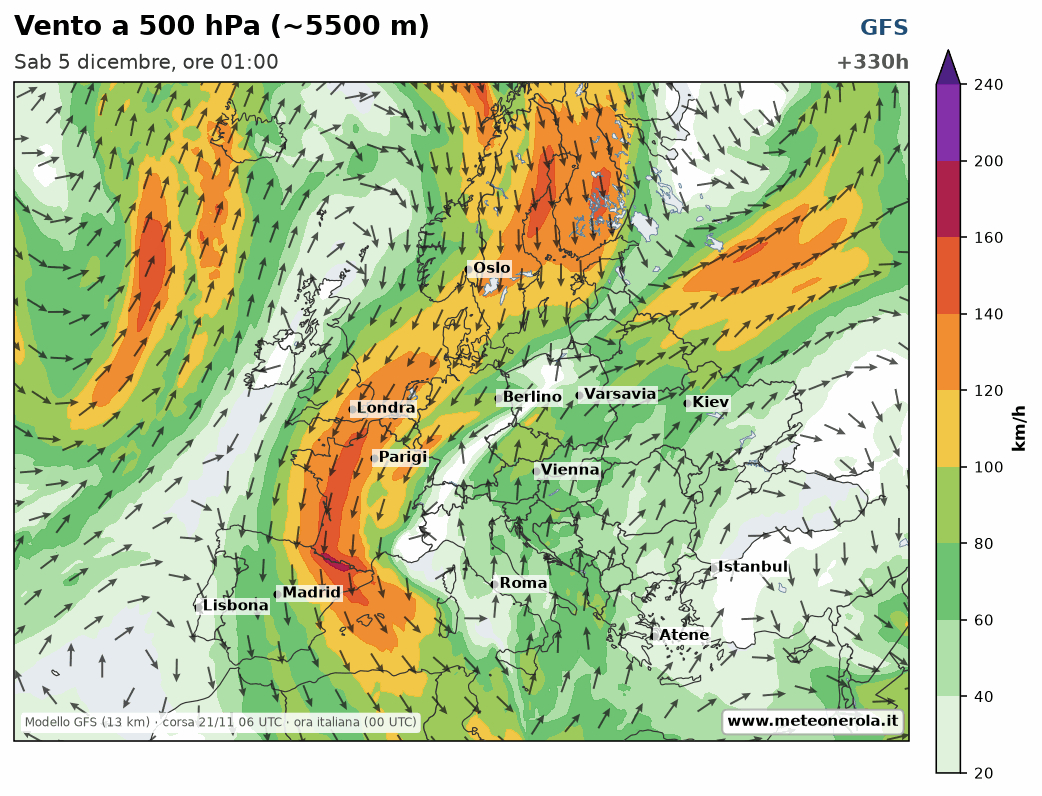 Vento a 500 hPa (~5500 m)
GFS
Sab 5 dicembre, ore 01:00
+330h
240
200
160
140
120
100
80
60
40
20
km/h
Oslo
Berlino
Varsavia
Kiev
Londra
Parigi
Vienna
Istanbul
Roma
Madrid
Lisbona
Atene
Modello GFS (13 km) · corsa 21/11 06 UTC · ora italiana (00 UTC)
www.meteonerola.it